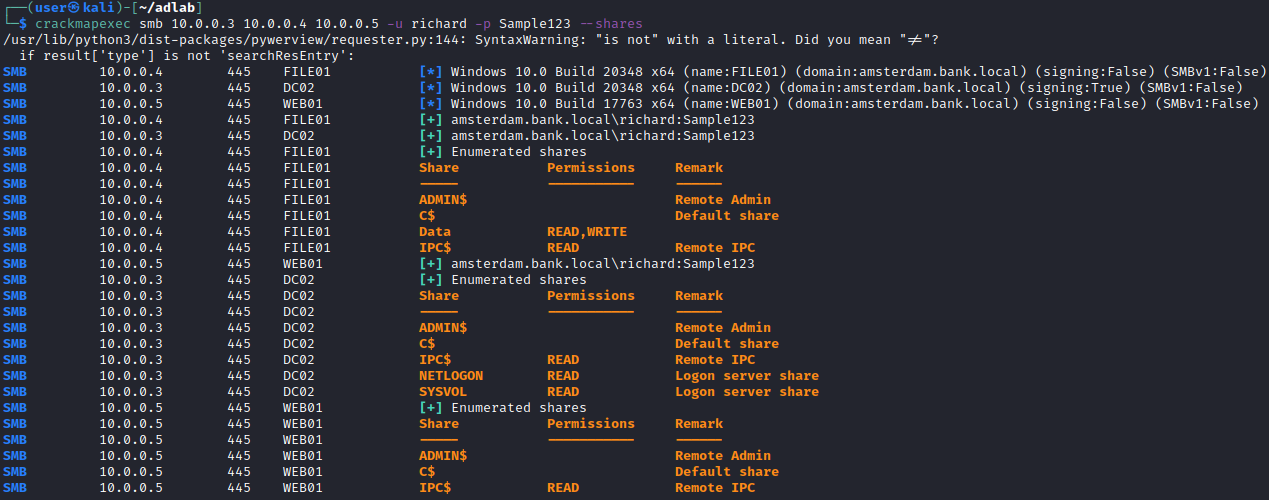 ┌──(user㉿kali)-[~/adlab]
└─$ crackmapexec smb 10.0.0.3 10.0.0.4 10.0.0.5 -u richard -p Sample123 --shares
/usr/lib/python3/dist-packages/pywerview/requester.py:144: SyntaxWarning: "is not" with a literal. Did you mean "≠"?
  if result['type'] is not 'searchResEntry':
SMB 10.0.0.4 445 FILE01 [*] Windows 10.0 Build 20348 x64 (name:FILE01) (domain:amsterdam.bank.local) (signing:False) (SMBv1:False)
SMB 10.0.0.3 445 DC02 [*] Windows 10.0 Build 20348 x64 (name:DC02) (domain:amsterdam.bank.local) (signing:True) (SMBv1:False)
SMB 10.0.0.5 445 WEB01 [*] Windows 10.0 Build 17763 x64 (name:WEB01) (domain:amsterdam.bank.local) (signing:False) (SMBv1:False)
SMB 10.0.0.4 445 FILE01 [+] amsterdam.bank.local\richard:Sample123
SMB 10.0.0.3 445 DC02 [+] amsterdam.bank.local\richard:Sample123
SMB 10.0.0.4 445 FILE01 [+] Enumerated shares
SMB 10.0.0.4 445 FILE01 Share Permissions Remark
SMB 10.0.0.4 445 FILE01 ----- ----------- ------
SMB 10.0.0.4 445 FILE01 ADMIN$ Remote Admin
SMB 10.0.0.4 445 FILE01 C$ Default share
SMB 10.0.0.4 445 FILE01 Data READ,WRITE
SMB 10.0.0.4 445 FILE01 IPC$ READ Remote IPC
SMB 10.0.0.5 445 WEB01 [+] amsterdam.bank.local\richard:Sample123
SMB 10.0.0.3 445 DC02 [+] Enumerated shares
SMB 10.0.0.3 445 DC02 Share Permissions Remark
SMB 10.0.0.3 445 DC02 ----- ----------- ------
SMB 10.0.0.3 445 DC02 ADMIN$ Remote Admin
SMB 10.0.0.3 445 DC02 C$ Default share
SMB 10.0.0.3 445 DC02 IPC$ READ Remote IPC
SMB 10.0.0.3 445 DC02 NETLOGON READ Logon server share
SMB 10.0.0.3 445 DC02 SYSVOL READ Logon server share
SMB 10.0.0.5 445 WEB01 [+] Enumerated shares
SMB 10.0.0.5 445 WEB01 Share Permissions Remark
SMB 10.0.0.5 445 WEB01 ----- ----------- ------
SMB 10.0.0.5 445 WEB01 ADMIN$ Remote Admin
SMB 10.0.0.5 445 WEB01 C$ Default share
SMB 10.0.0.5 445 WEB01 IPC$ READ Remote IPC